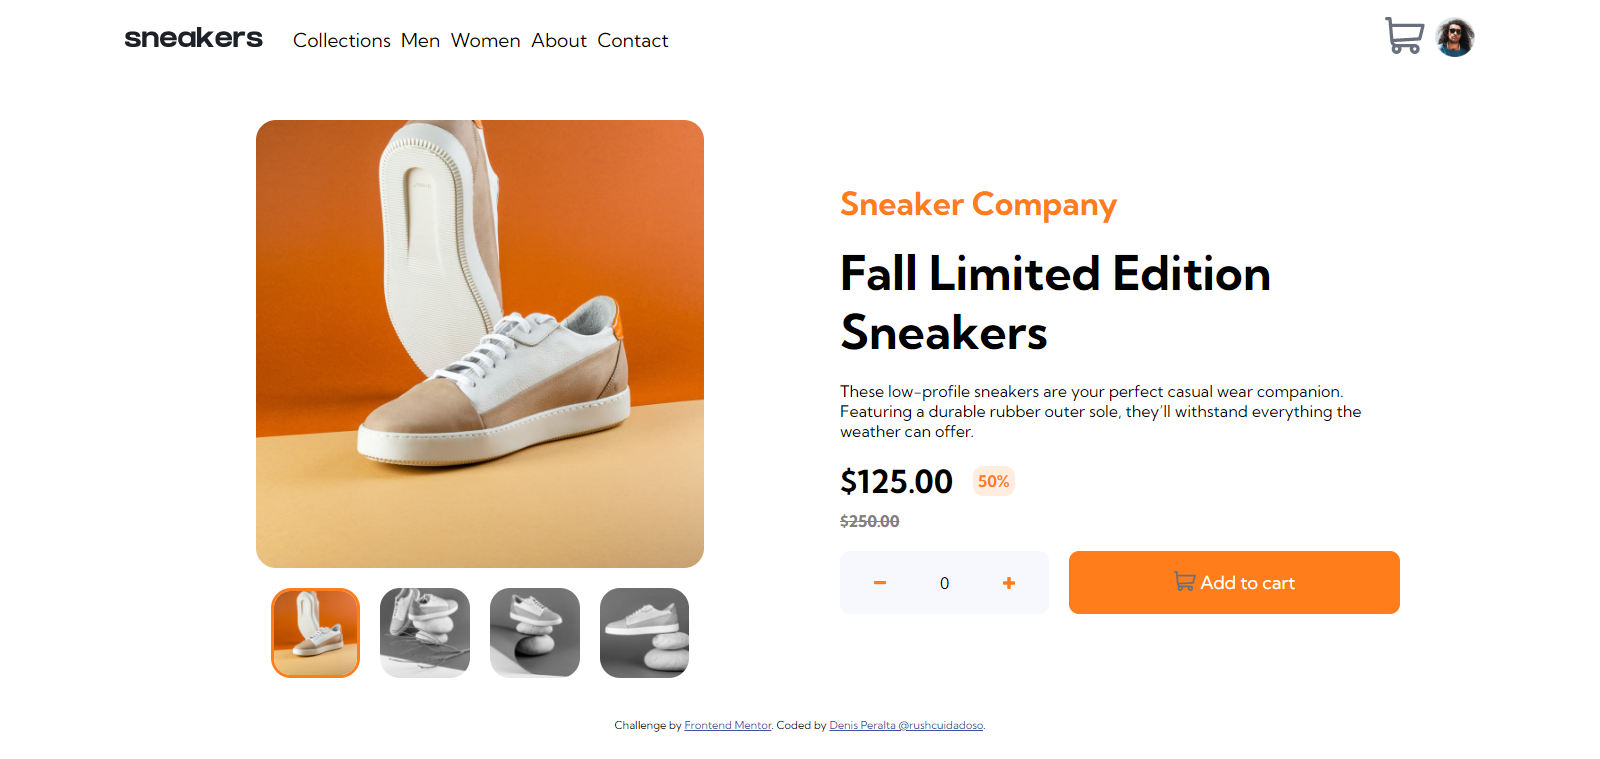 sneakers
Collections Men Women About Contact
Sneaker Company
Fall Limited Edition
Sneakers
These low-profile sneakers are your perfect casual wear companion.
Featuring a durable rubber outer sole, they'll withstand everything the
weather can offer.
$125.00 50%
$250.00
− 0 +
Add to cart
Challenge by Frontend Mentor. Coded by Denis Peralta @rushcuidadoso.